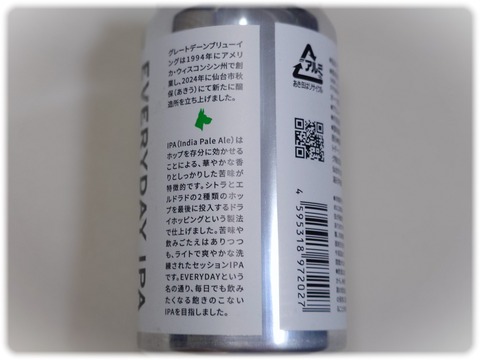 グレートデーンブリューイ
ングは1994年にアメリ
カ・ウィスコンシン州で創
業し、2024年に仙台市秋
保(あきう)にて新たに醸
造所を立ち上げました。
IPA(India Pale Ale)は
ホップを存分に効かせる
ことによる、華やかな香
りとしっかりした苦味が
特徴的です。シトラとエ
ルドラドの2種類のホッ
プを最後に投入するドラ
イホッピングという製法
で仕上げました。苦味や
飲みごたえはありつつ
も、ライトで爽やかな洗
練されたセッションIPA
です。EVERYDAYという
名の通り、毎日でも飲み
たくなる飽きのこない
IPAを目指しました。
EVERYDAY IPA
アルミ
あき缶はリサイクル
4595318972027